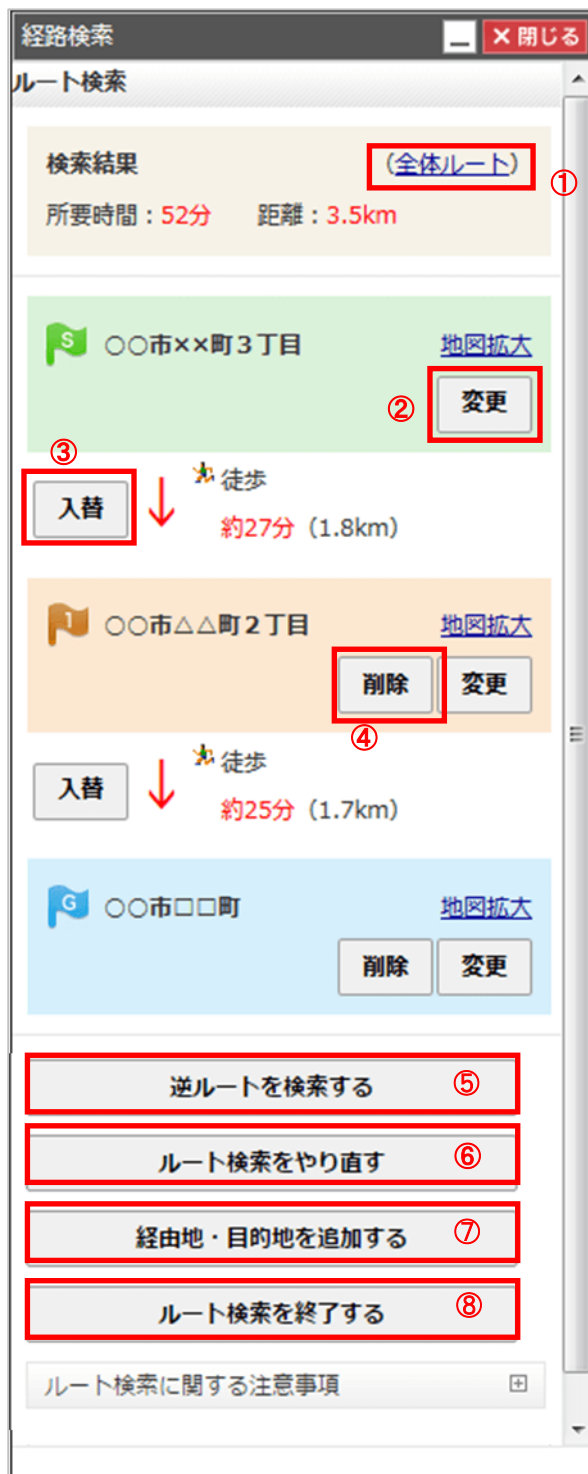 経路検索 ✕閉じる
ルート検索
検索結果 (全体ルート) ①
所要時間：52分 距離：3.5km
S ○○市××町３丁目 地図拡大
② 変更
③
徒歩
入替 ↓
約27分（1.8km）
1 ○○市△△町２丁目 地図拡大
削除 変更
④
徒歩
入替 ↓
約25分（1.7km）
G ○○市□□町 地図拡大
削除 変更
逆ルートを検索する ⑤
ルート検索をやり直す ⑥
経由地・目的地を追加する ⑦
ルート検索を終了する ⑧
ルート検索に関する注意事項